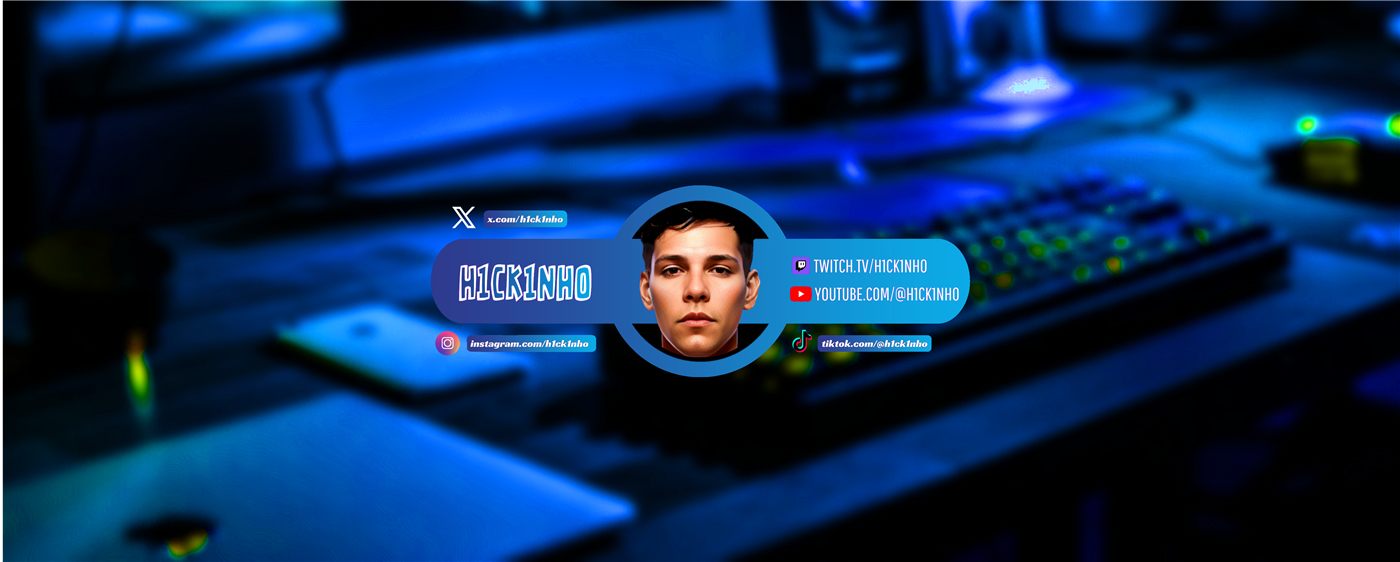 x.com/h1ck1nho
H1CK1NHO
TWITCH.TV/H1CK1NHO
YOUTUBE.COM/@H1CK1NHO
instagram.com/h1ck1nho
tiktok.com/@h1ck1nho